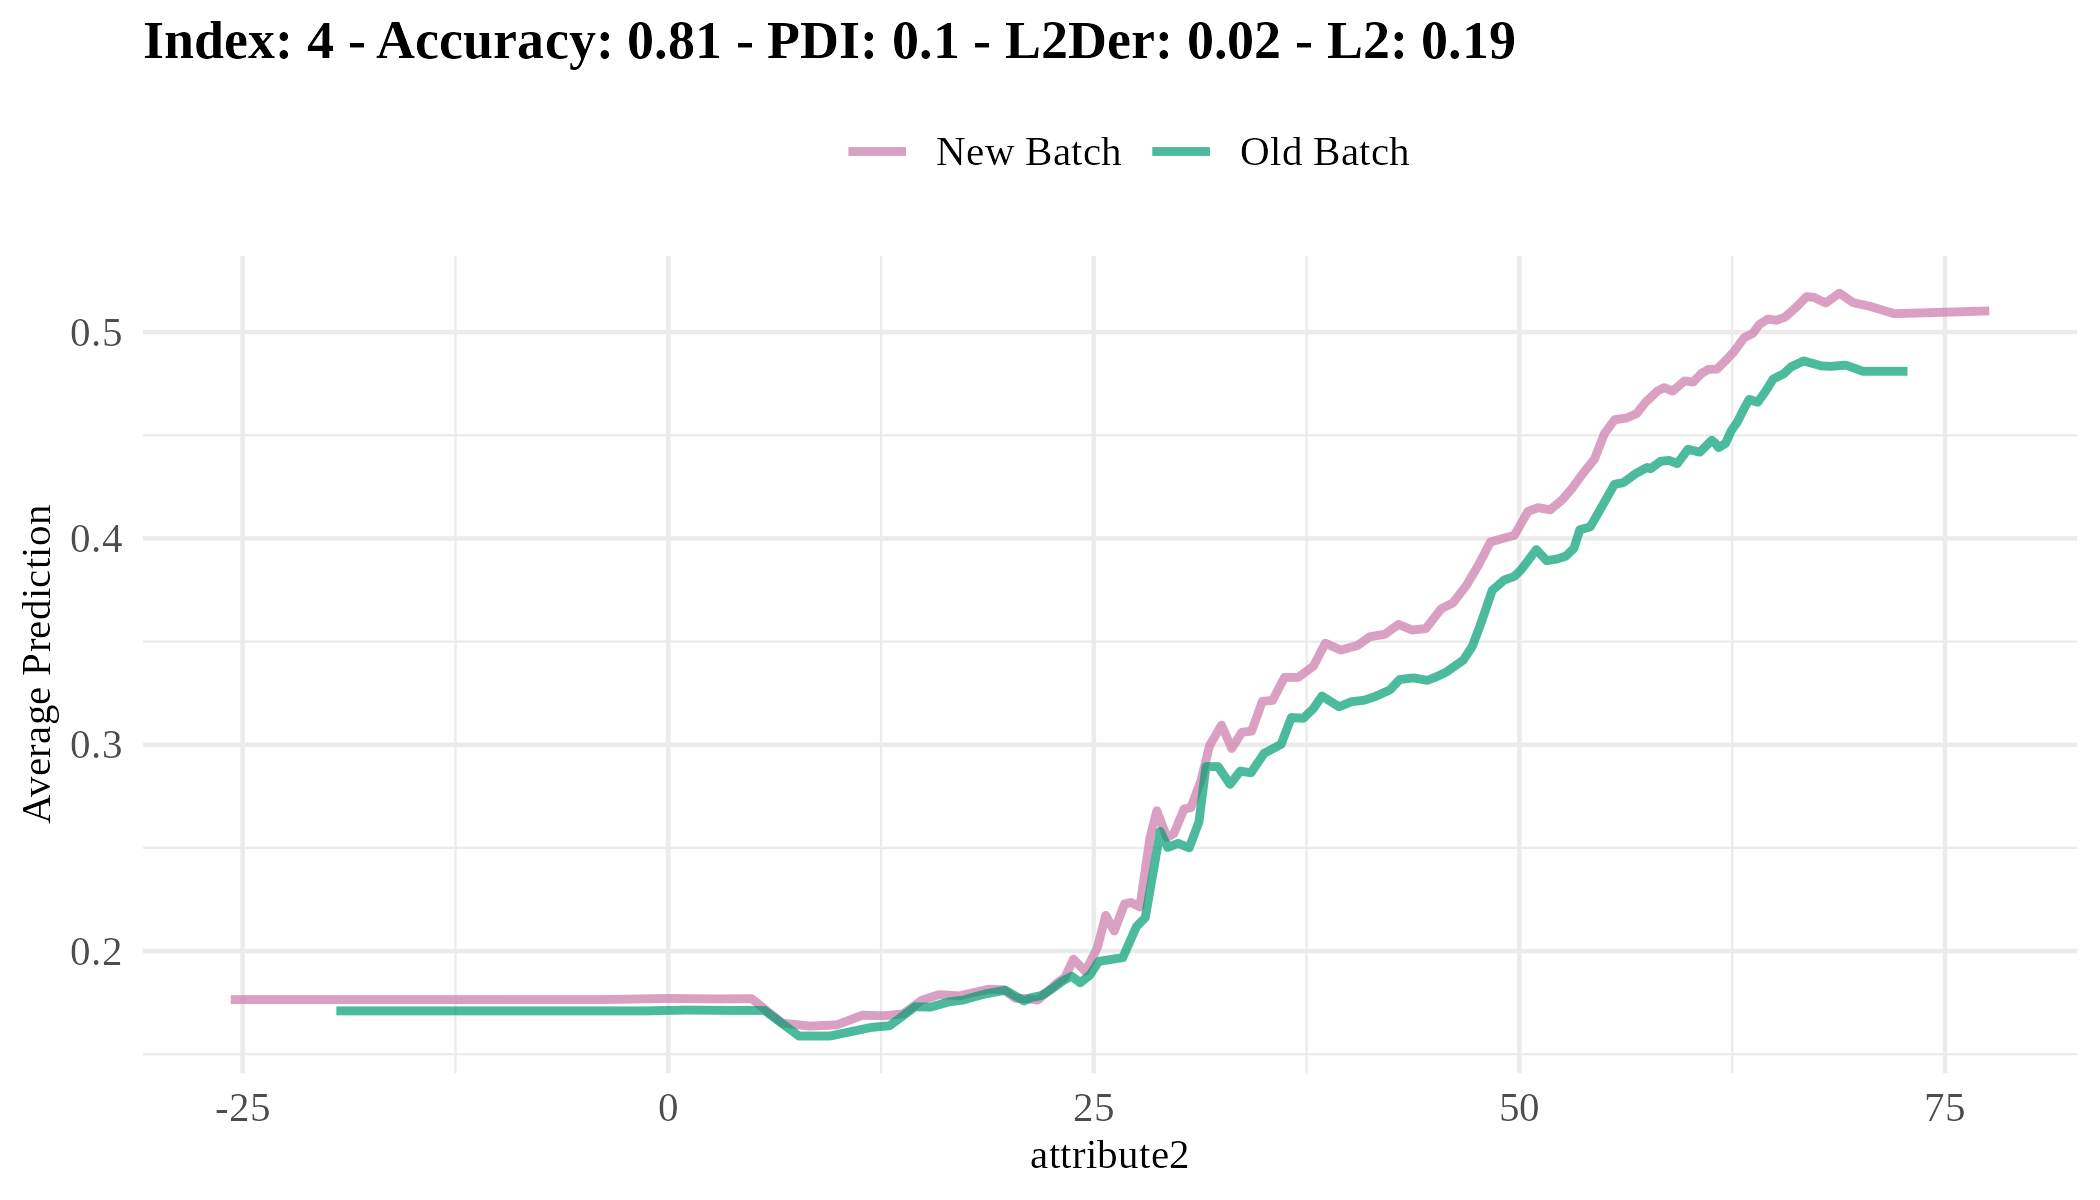 Index: 4 - Accuracy: 0.81 - PDI: 0.1 - L2Der: 0.02 - L2: 0.19
New Batch Old Batch
0.5
0.4
0.3
0.2
Average Prediction
-25 0 25 50 75
attribute2